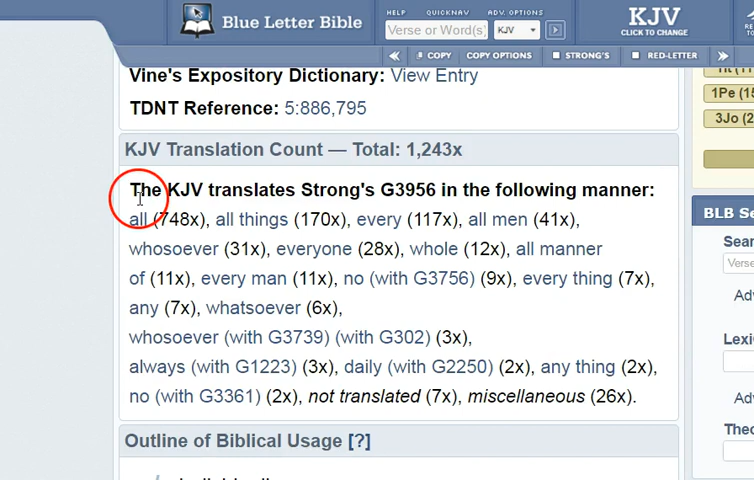 Blue Letter Bible
HELP QUICKNAV ADV. OPTIONS
Verse or Word(s) KJV
KJV
CLICK TO CHANGE
COPY COPY OPTIONS STRONG'S RED-LETTER
Vine's Expository Dictionary: View Entry
TDNT Reference: 5:886,795
KJV Translation Count — Total: 1,243x
The KJV translates Strong's G3956 in the following manner:
all (748x), all things (170x), every (117x), all men (41x),
whosoever (31x), everyone (28x), whole (12x), all manner
of (11x), every man (11x), no (with G3756) (9x), every thing (7x),
any (7x), whatsoever (6x),
whosoever (with G3739) (with G302) (3x),
always (with G1223) (3x), daily (with G2250) (2x), any thing (2x),
no (with G3361) (2x), not translated (7x), miscellaneous (26x).
Outline of Biblical Usage [?]
1Pe (15
3Jo (2
BLB Se
Sear
Verse
Adv
Lexi
Adv
Theo